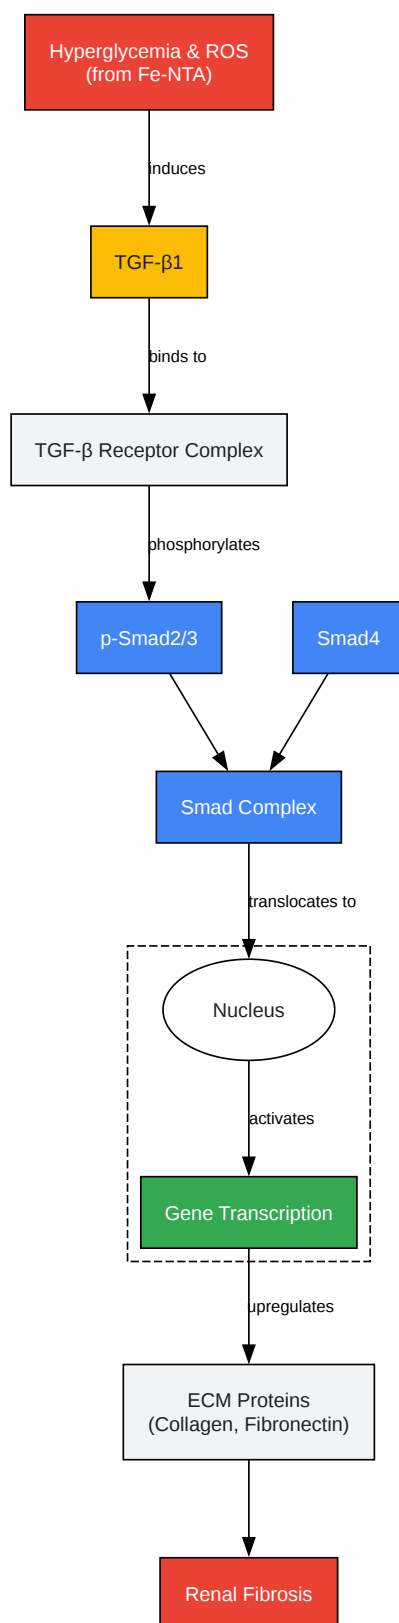 Hyperglycemia & ROS
(from Fe-NTA)
induces
TGF-β1
binds to
TGF-β Receptor Complex
phosphorylates
p-Smad2/3
Smad4
Smad Complex
translocates to
Nucleus
activates
Gene Transcription
upregulates
ECM Proteins
(Collagen, Fibronectin)
Renal Fibrosis